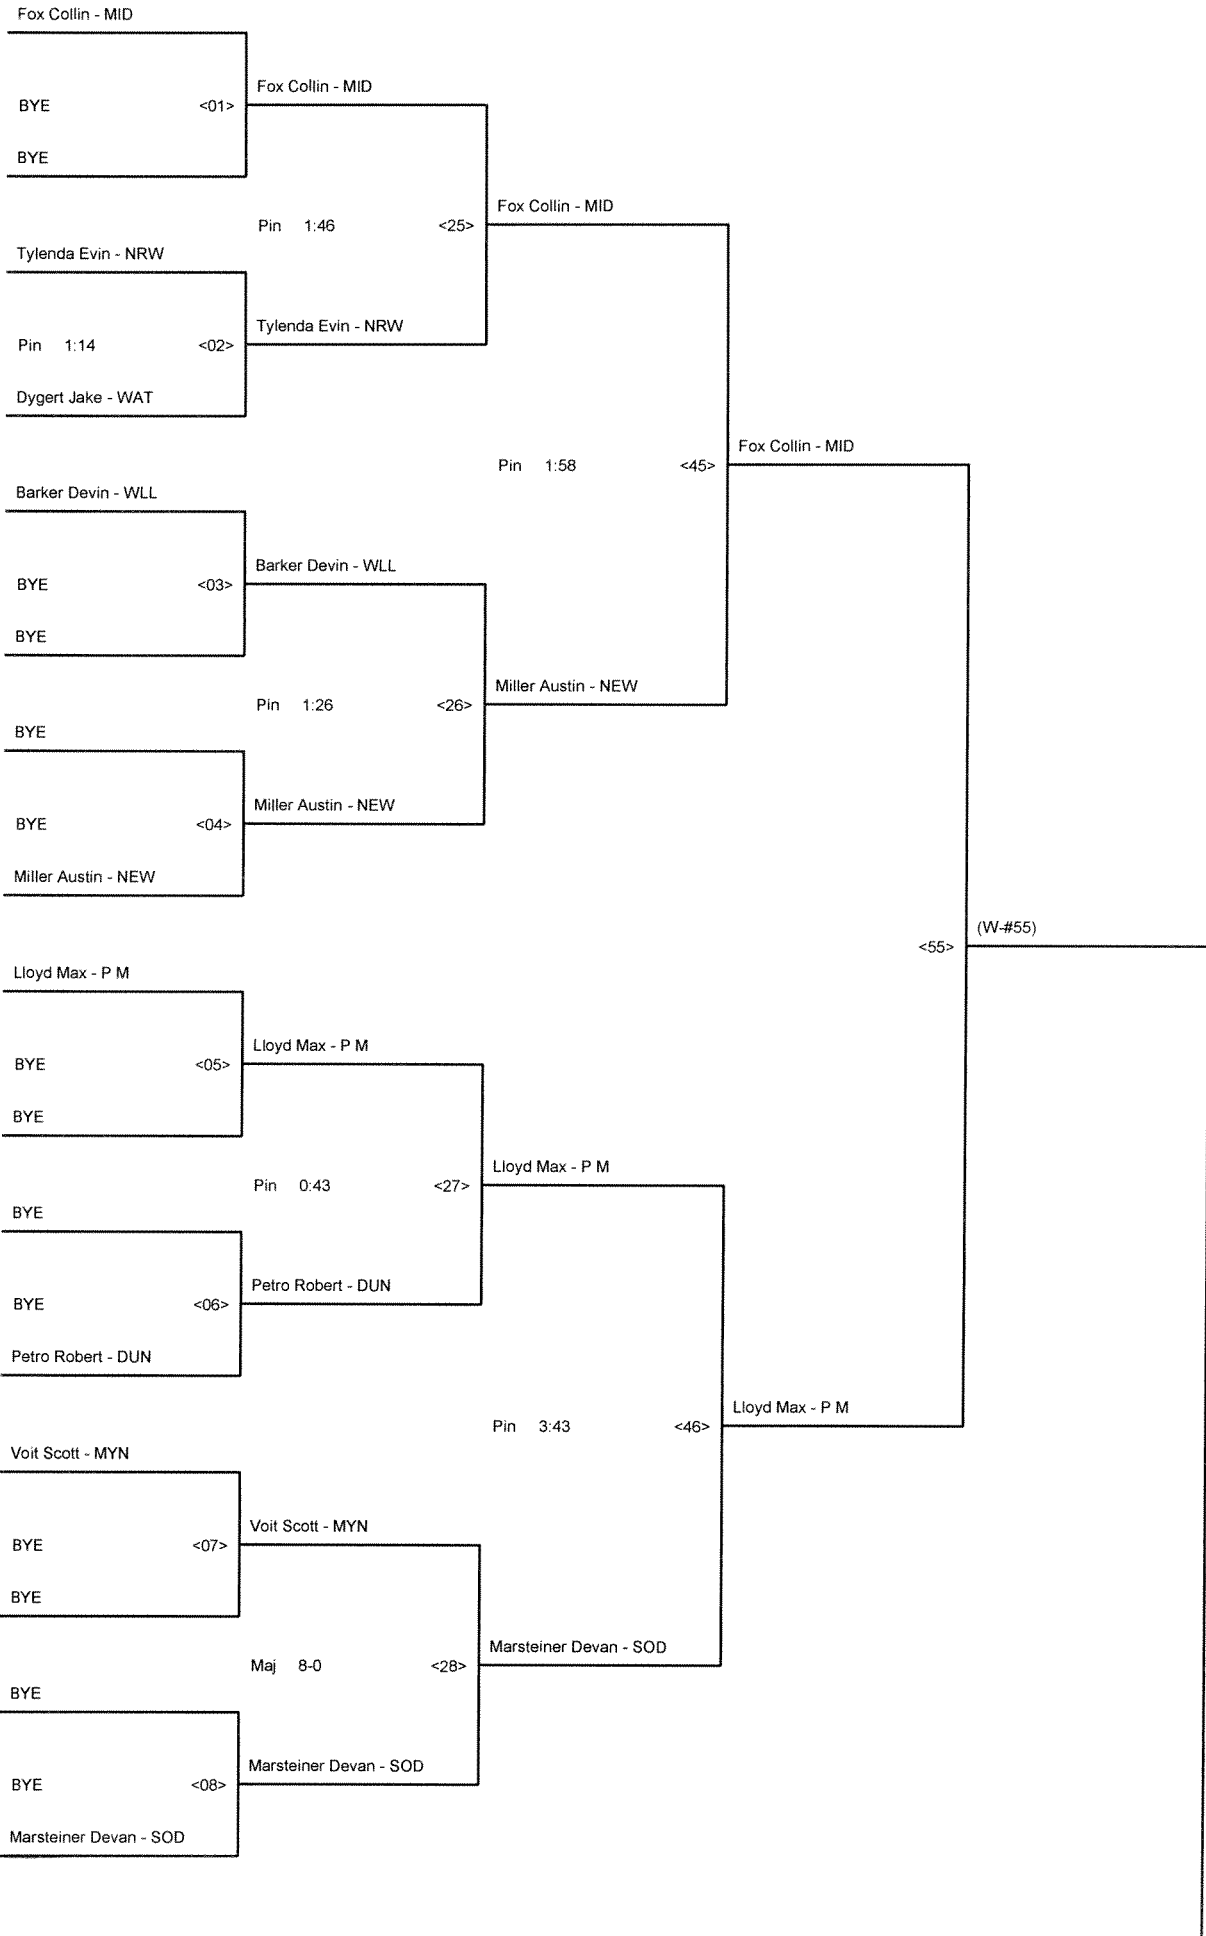 Fox Collin - MID
Fox Collin - MID
BYE <01>
BYE
Fox Collin - MID
Pin 1:46 <25>
Tylenda Evin - NRW
Tylenda Evin - NRW
Pin 1:14 <02>
Dygert Jake - WAT
Fox Collin - MID
Pin 1:58 <45>
Barker Devin - WLL
Barker Devin - WLL
BYE <03>
BYE
Miller Austin - NEW
Pin 1:26 <26>
BYE
Miller Austin - NEW
BYE <04>
Miller Austin - NEW
(W-#55)
<55>
Lloyd Max - P M
Lloyd Max - P M
BYE <05>
BYE
Lloyd Max - P M
Pin 0:43 <27>
BYE
Petro Robert - DUN
BYE <06>
Petro Robert - DUN
Lloyd Max - P M
Pin 3:43 <46>
Voit Scott - MYN
Voit Scott - MYN
BYE <07>
BYE
Marsteiner Devan - SOD
Maj 8-0 <28>
BYE
Marsteiner Devan - SOD
BYE <08>
Marsteiner Devan - SOD